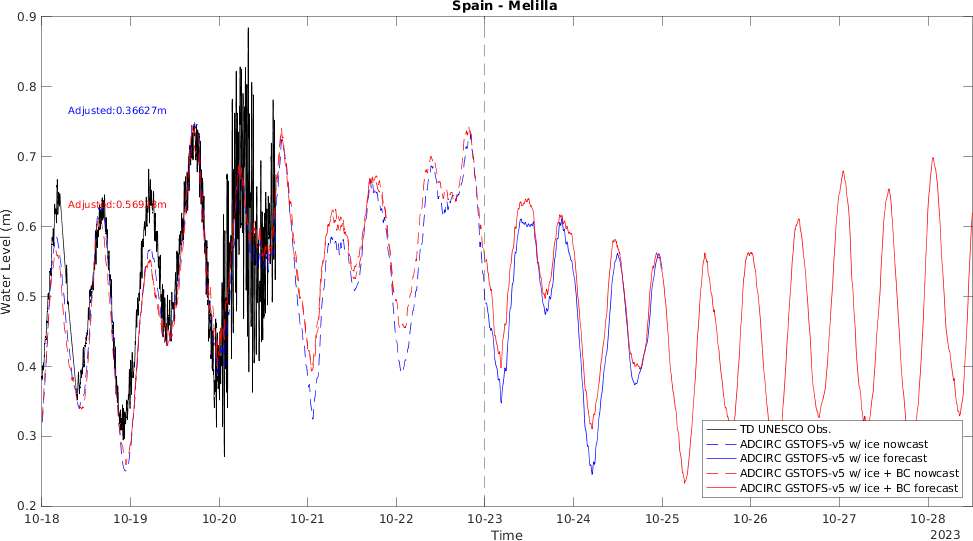 Spain - Melilla
0.9
0.8
0.7
0.6
0.5
0.4
0.3
0.2
Water Level (m)
Adjusted:0.36627m
TD UNESCO Obs.
ADCIRC GSTOFS-v5 w/ ice nowcast
ADCIRC GSTOFS-v5 w/ ice forecast
ADCIRC GSTOFS-v5 w/ ice + BC nowcast
ADCIRC GSTOFS-v5 w/ ice + BC forecast
10-18 10-19 10-20 10-21 10-22 10-23 10-24 10-25 10-26 10-27 10-28
Time
2023